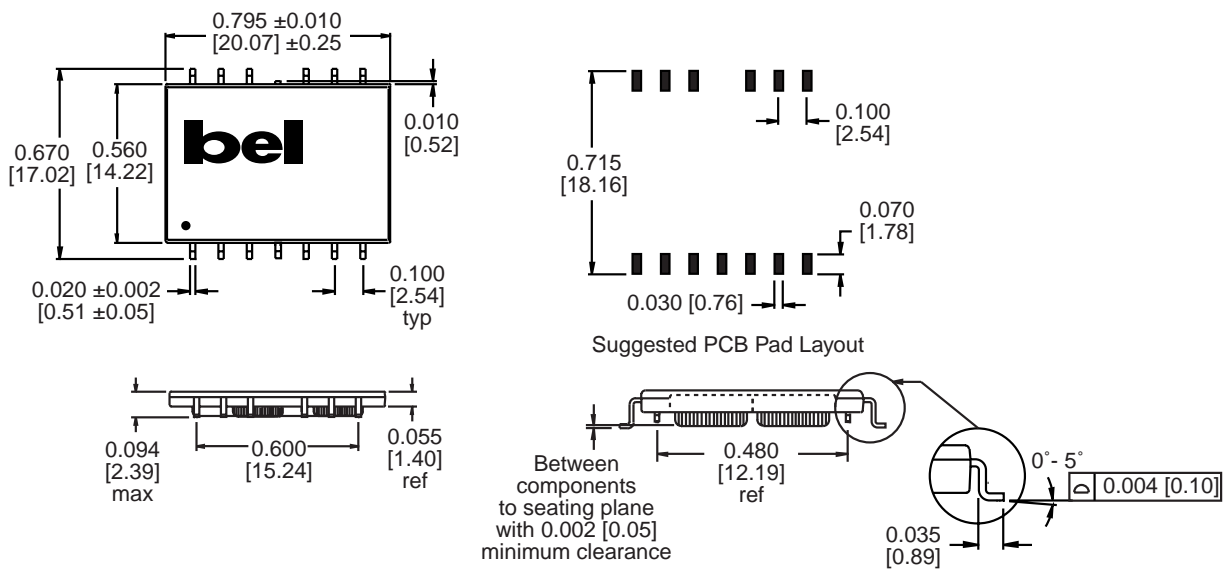 0.795 ±0.010
[20.07] ±0.25
0.670
[17.02]
0.560
[14.22]
bel
0.010
[0.52]
0.020 ±0.002
[0.51 ±0.05]
0.100
[2.54]
typ
0.715
[18.16]
0.100
[2.54]
0.070
[1.78]
0.030 [0.76]
Suggested PCB Pad Layout
0.094
[2.39]
max
0.600
[15.24]
0.055
[1.40]
ref
Between
components
to seating plane
with 0.002 [0.05]
minimum clearance
0.480
[12.19]
ref
0°- 5°
0.004 [0.10]
0.035
[0.89]